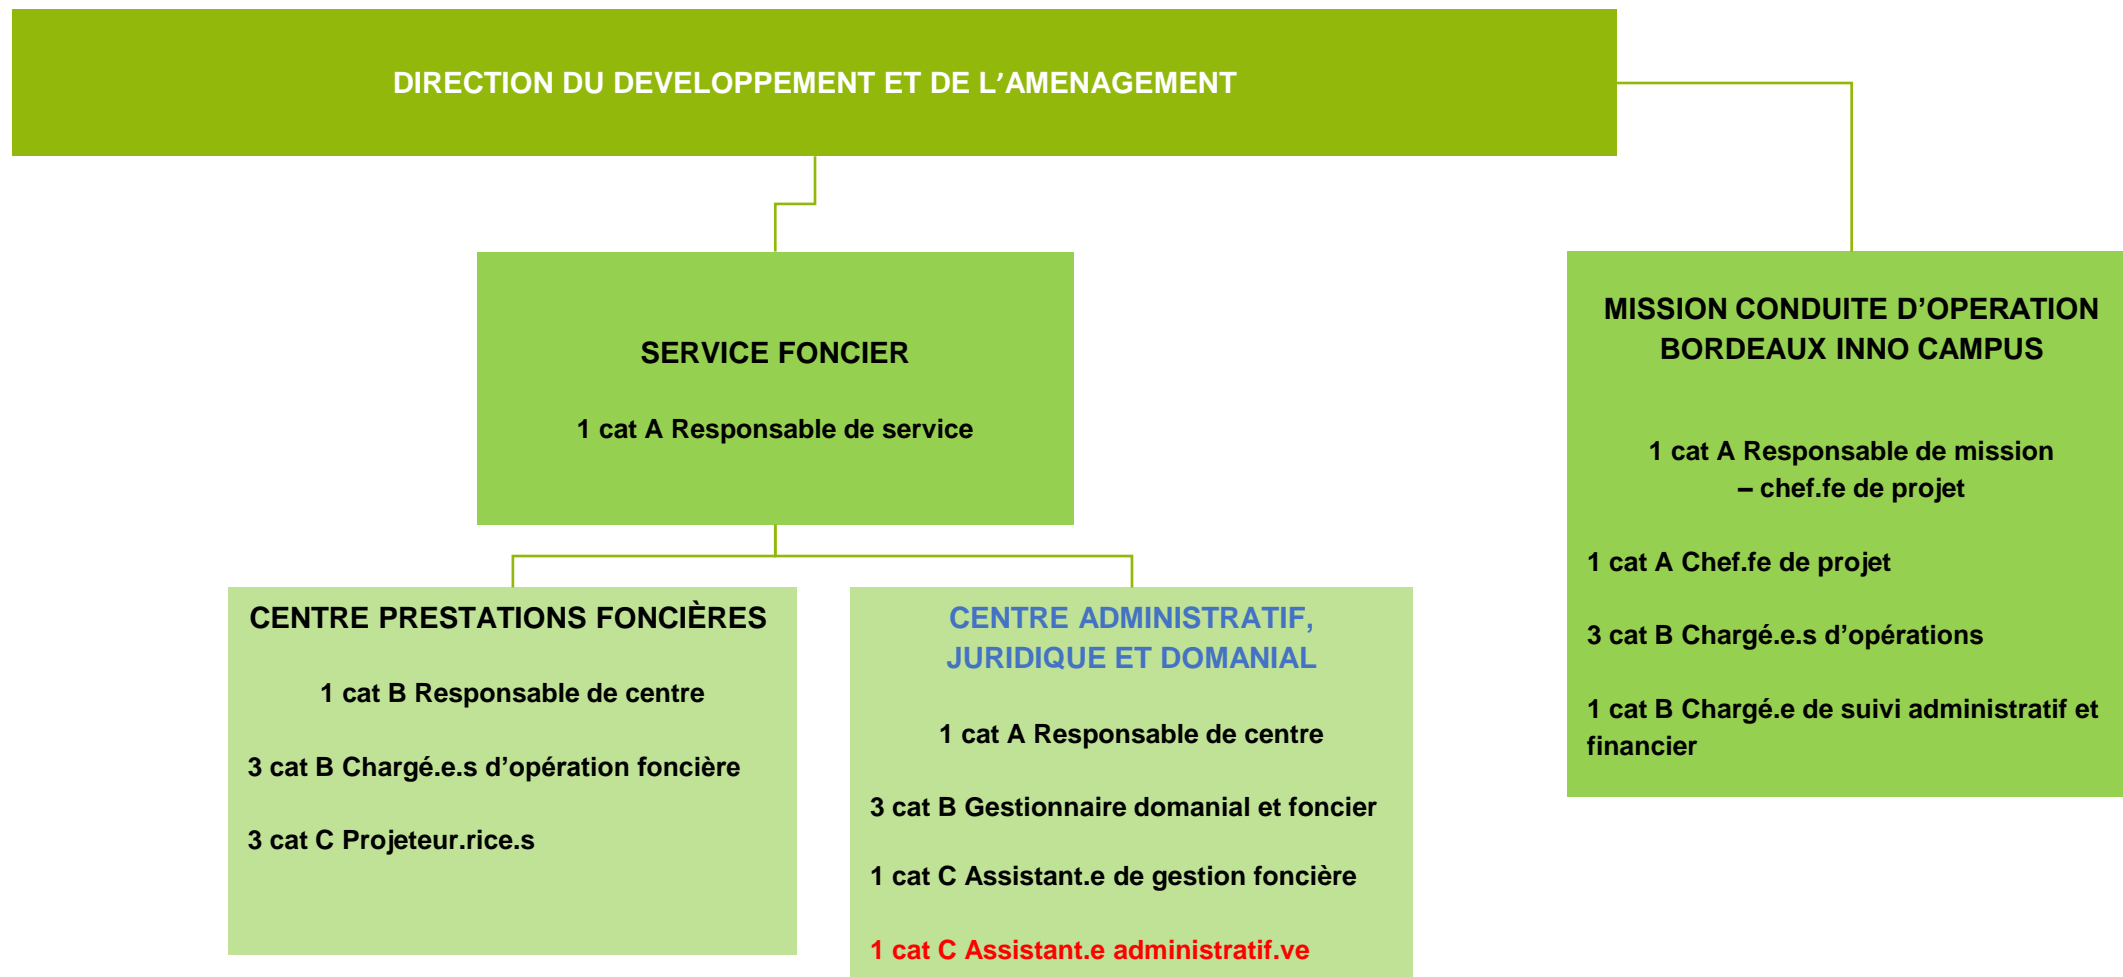 DIRECTION DU DEVELOPPEMENT ET DE L’AMENAGEMENT
SERVICE FONCIER
1 cat A Responsable de service
MISSION CONDUITE D’OPERATION
BORDEAUX INNO CAMPUS
1 cat A Responsable de mission
– chef.fe de projet
1 cat A Chef.fe de projet
3 cat B Chargé.e.s d’opérations
1 cat B Chargé.e de suivi administratif et
financier
CENTRE PRESTATIONS FONCIÈRES
1 cat B Responsable de centre
3 cat B Chargé.e.s d’opération foncière
3 cat C Projeteur.rice.s
CENTRE ADMINISTRATIF,
JURIDIQUE ET DOMANIAL
1 cat A Responsable de centre
3 cat B Gestionnaire domanial et foncier
1 cat C Assistant.e de gestion foncière
1 cat C Assistant.e administratif.ve